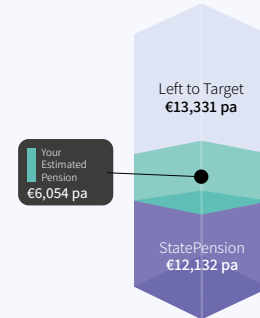 Left to Target
€13,331 pa
Your
Estimated
Pension
€6,054 pa
StatePension
€12,132 pa